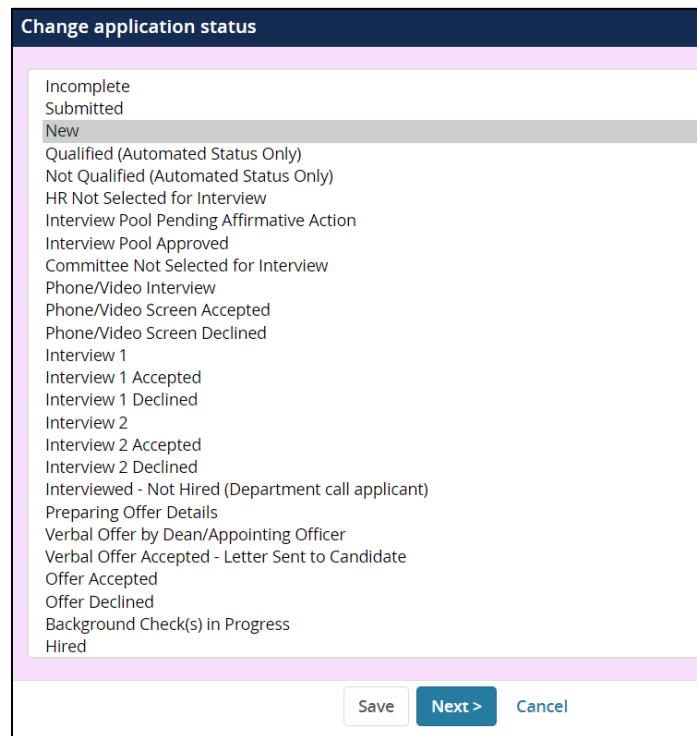 Change application status
Incomplete
Submitted
New
Qualified (Automated Status Only)
Not Qualified (Automated Status Only)
HR Not Selected for Interview
Interview Pool Pending Affirmative Action
Interview Pool Approved
Committee Not Selected for Interview
Phone/Video Interview
Phone/Video Screen Accepted
Phone/Video Screen Declined
Interview 1
Interview 1 Accepted
Interview 1 Declined
Interview 2
Interview 2 Accepted
Interview 2 Declined
Interviewed - Not Hired (Department call applicant)
Preparing Offer Details
Verbal Offer by Dean/Appointing Officer
Verbal Offer Accepted - Letter Sent to Candidate
Offer Accepted
Offer Declined
Background Check(s) in Progress
Hired
Save Next > Cancel